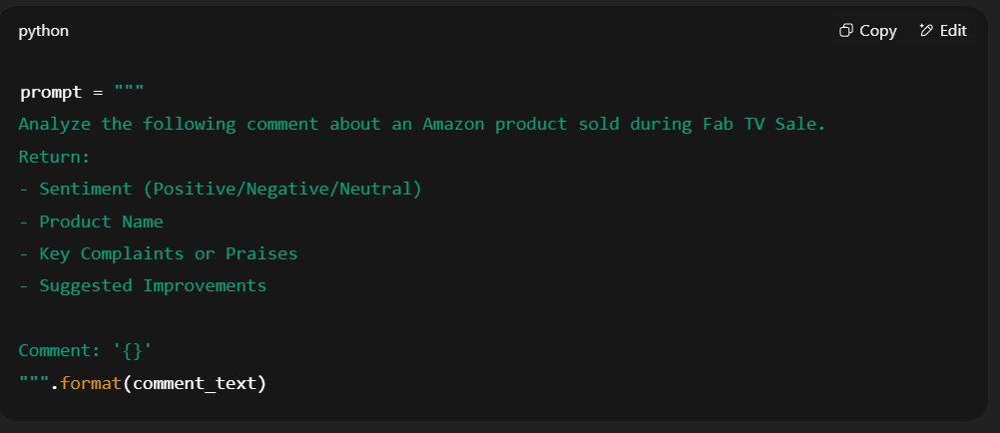 python
Copy
Edit
prompt = """
Analyze the following comment about an Amazon product sold during Fab TV Sale.
Return:
- Sentiment (Positive/Negative/Neutral)
- Product Name
- Key Complaints or Praises
- Suggested Improvements
Comment: '{}'
""".format(comment_text)